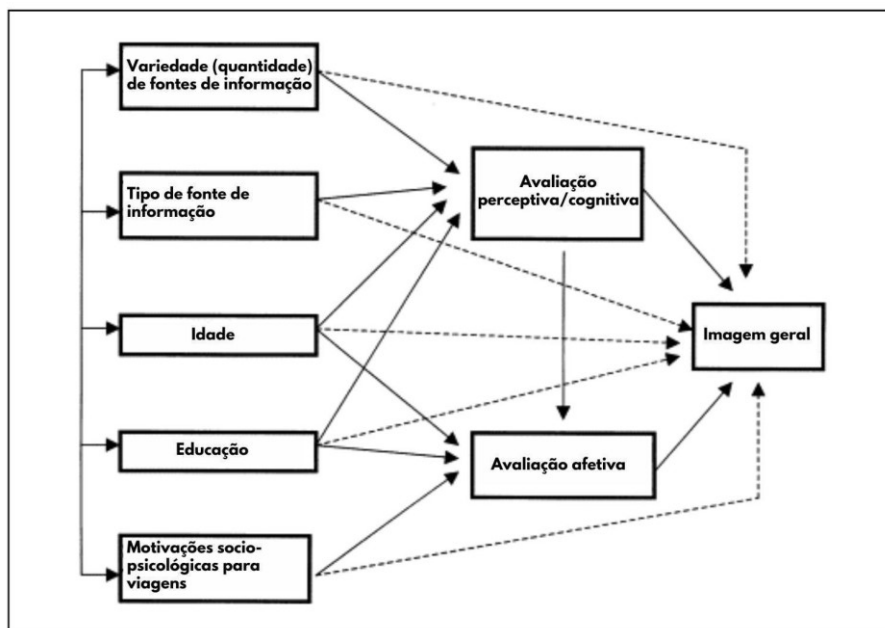 Variedade (quantidade)
de fontes de informação
Tipo de fonte de
informação
Idade
Educação
Motivações socio-
psicológicas para
viagens
Avaliação
perceptiva/cognitiva
Avaliação afetiva
Imagem geral